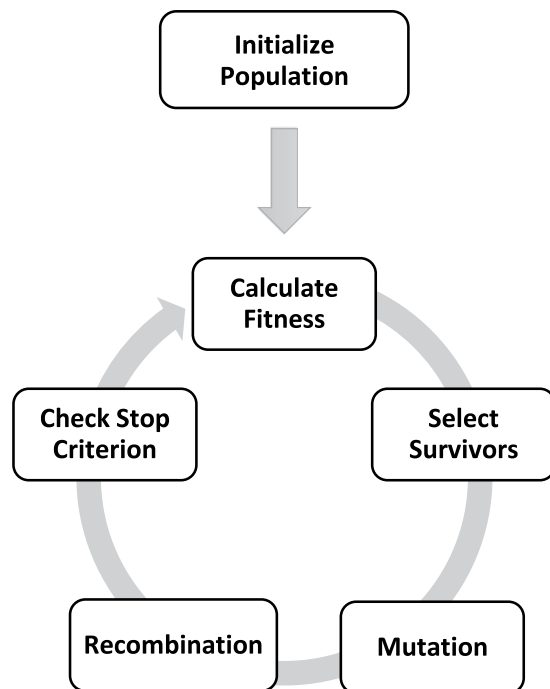 Initialize
Population
Calculate
Fitness
Check Stop
Criterion
Select
Survivors
Recombination
Mutation